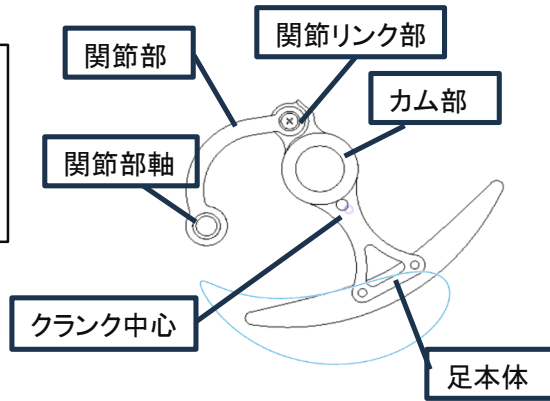 関節リンク部
関節部
カム部
関節部軸
クランク中心
足本体